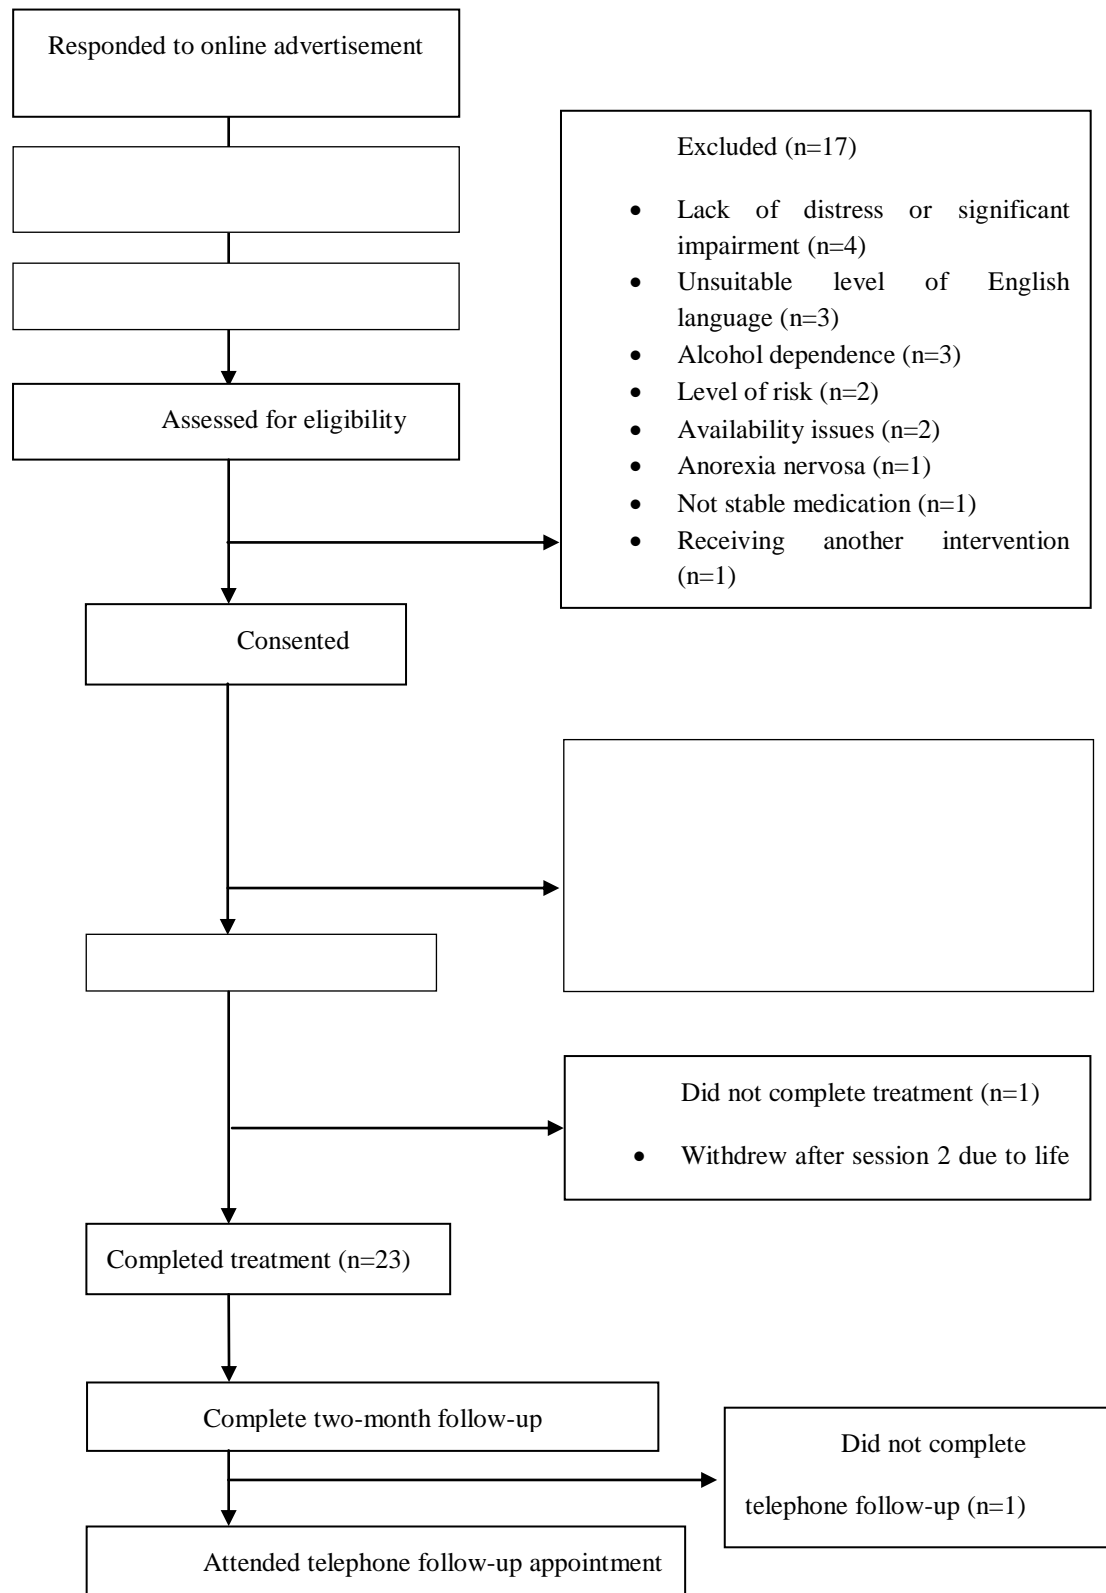 Responded to online advertisement
Excluded (n=17)
• Lack of distress or significant
impairment (n=4)
• Unsuitable level of English
language (n=3)
• Alcohol dependence (n=3)
• Level of risk (n=2)
• Availability issues (n=2)
• Anorexia nervosa (n=1)
• Not stable medication (n=1)
• Receiving another intervention
(n=1)
Assessed for eligibility
Consented
Did not complete treatment (n=1)
• Withdrew after session 2 due to life
Completed treatment (n=23)
Complete two-month follow-up
Did not complete
telephone follow-up (n=1)
Attended telephone follow-up appointment